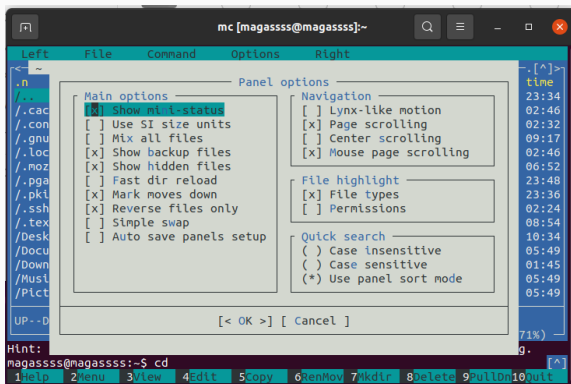 mc [magassss@magassss]:~
Left File Command Options Right
<- ~ .[^]>
.n time
/.. 23:34
/.cac 02:46
/.con 02:32
/.gnu 09:17
/.loc 02:46
/.moz 06:52
/.pga 23:48
/.pki 23:36
/.ssh 02:24
/.tex 08:54
/Desk 10:34
/Docu 05:49
/Down 01:45
/Musi 05:49
/Pict 05:49
UP--D
71%)
Panel options
Main options
[x] Show mini-status
[ ] Use SI size units
[ ] Mix all files
[x] Show backup files
[x] Show hidden files
[ ] Fast dir reload
[x] Mark moves down
[x] Reverse files only
[ ] Simple swap
[ ] Auto save panels setup
Navigation
[ ] Lynx-like motion
[x] Page scrolling
[ ] Center scrolling
[x] Mouse page scrolling
File highlight
[x] File types
[ ] Permissions
Quick search
( ) Case insensitive
( ) Case sensitive
(*) Use panel sort mode
[< OK >] [ Cancel ]
Hint: g.
magassss@magassss:~$ cd [^]
1Help 2Menu 3View 4Edit 5Copy 6RenMov 7Mkdir 8Delete 9PullDn 10Quit